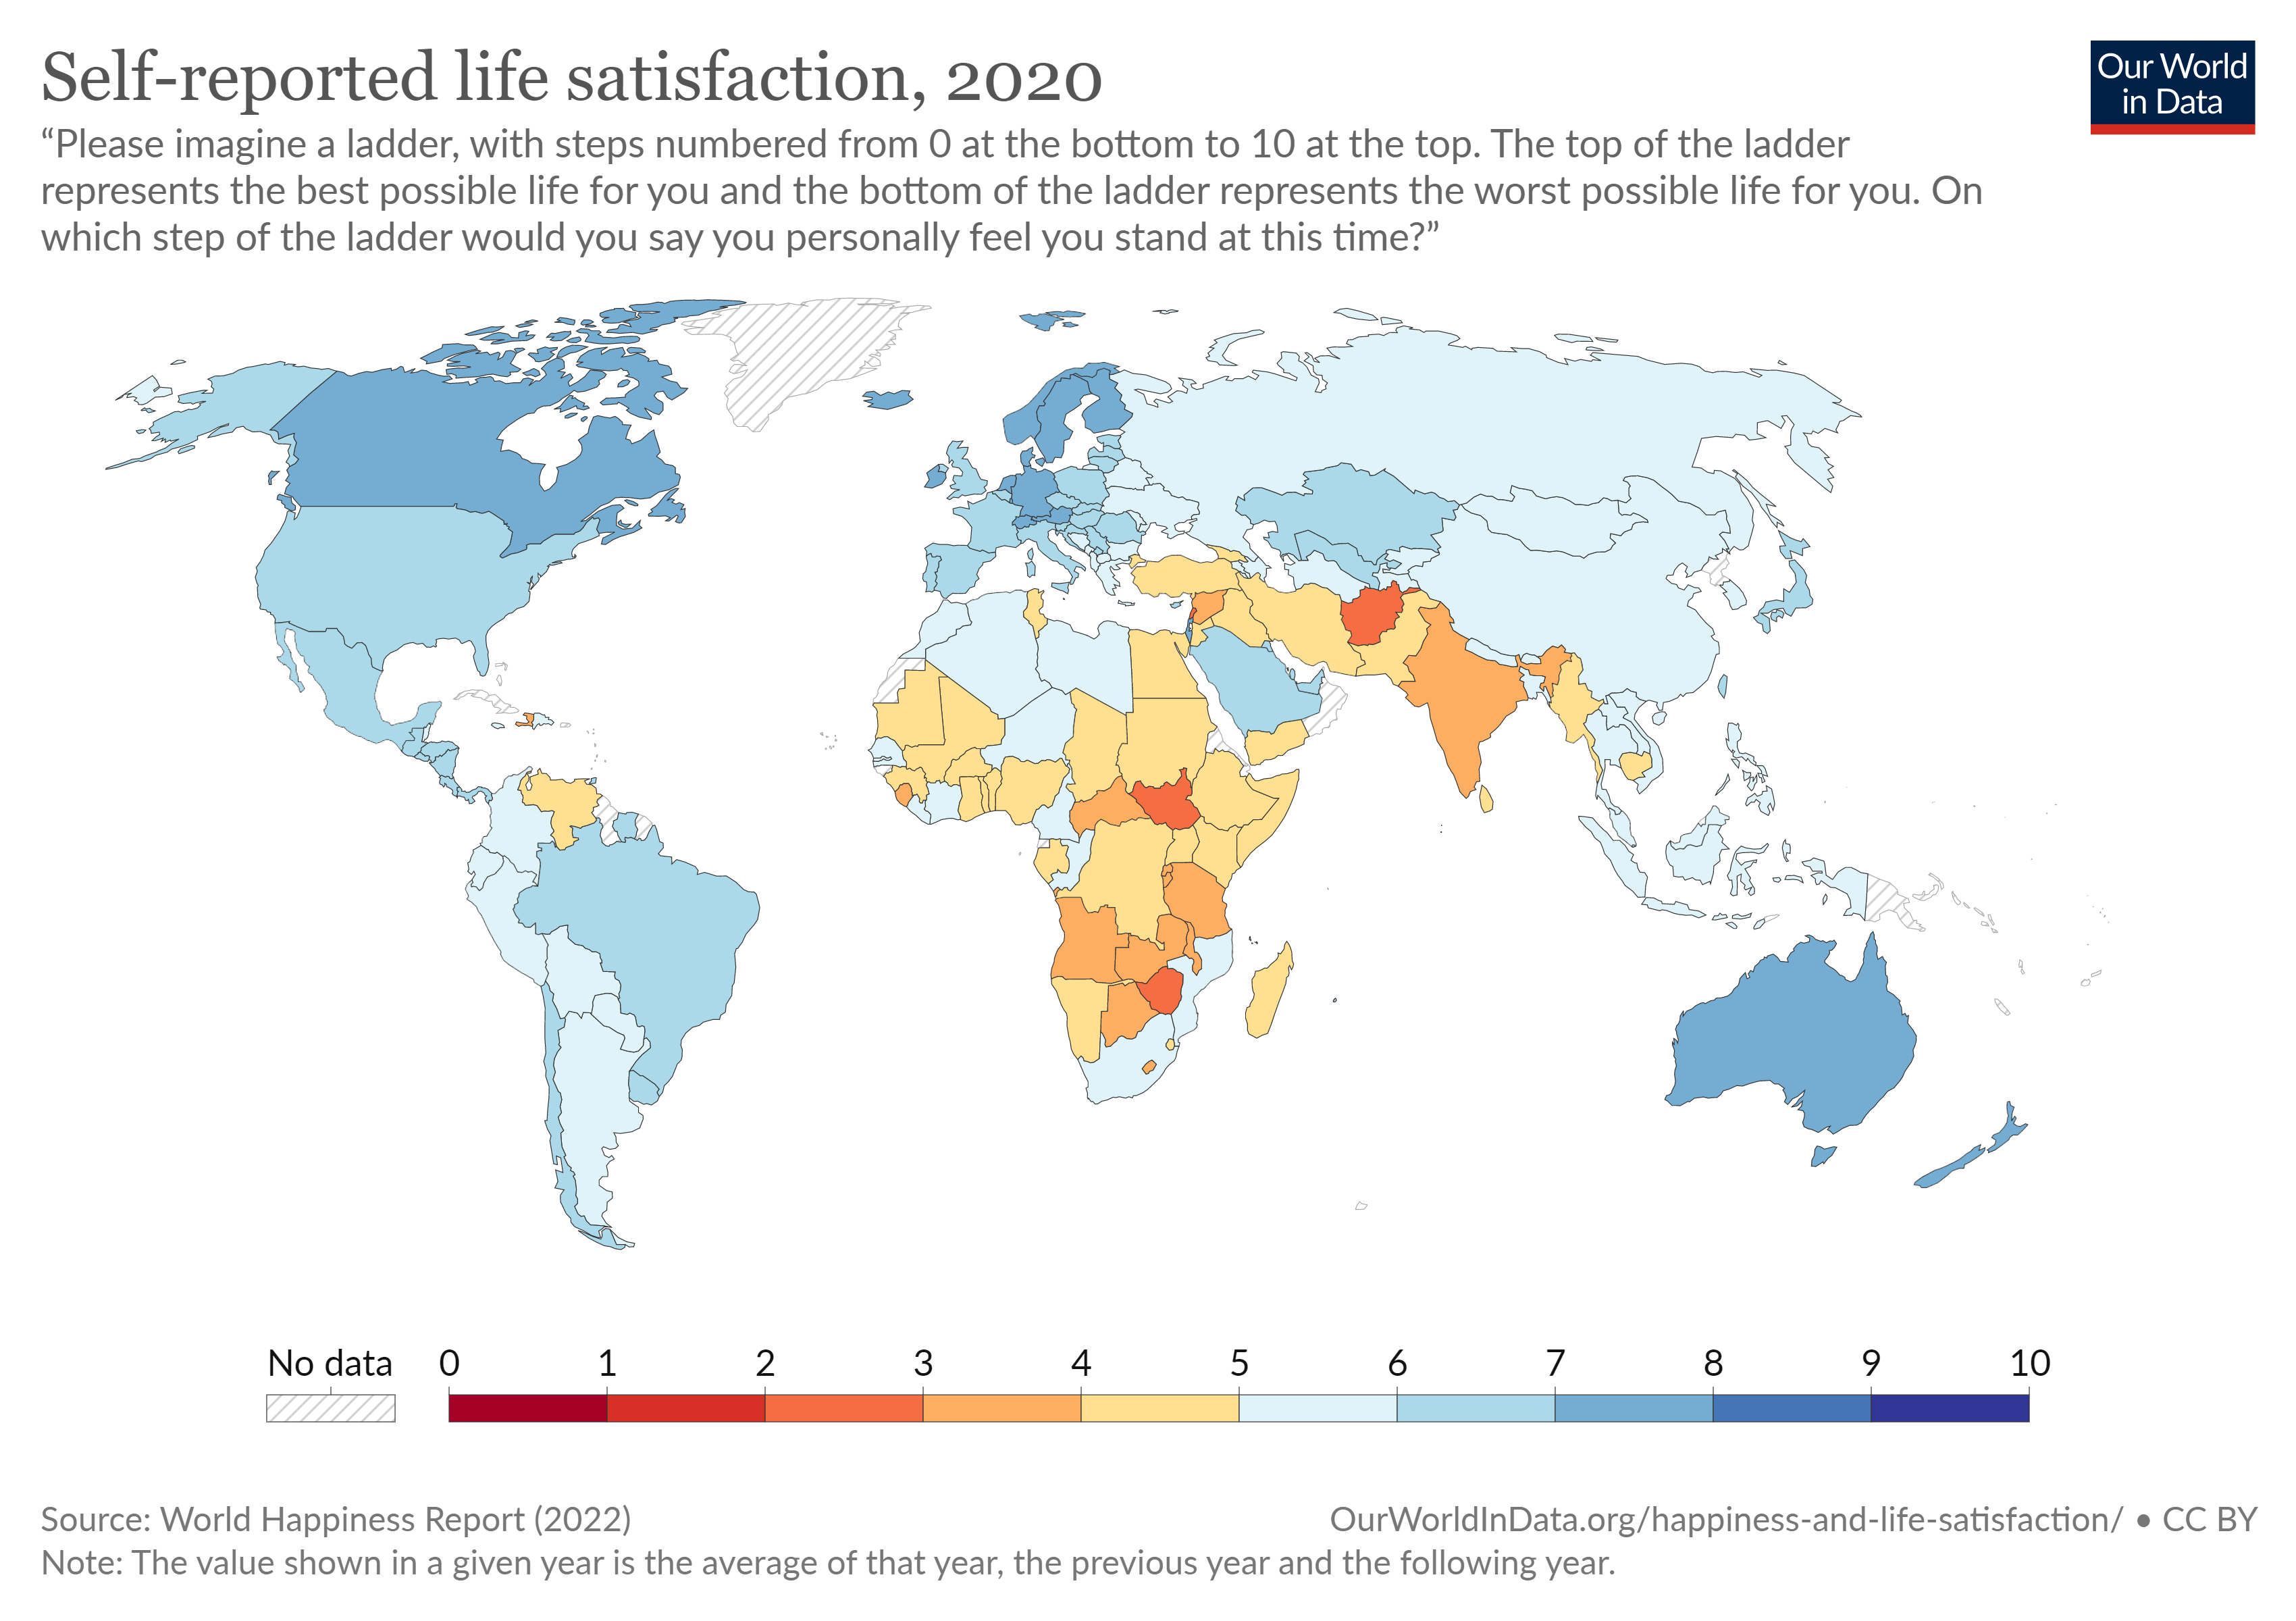 Self-reported life satisfaction, 2020
Our World
in Data
“Please imagine a ladder, with steps numbered from 0 at the bottom to 10 at the top. The top of the ladder
represents the best possible life for you and the bottom of the ladder represents the worst possible life for you. On
which step of the ladder would you say you personally feel you stand at this time?”
No data 0 1 2 3 4 5 6 7 8 9 10
Source: World Happiness Report (2022)
OurWorldInData.org/happiness-and-life-satisfaction/ • CC BY
Note: The value shown in a given year is the average of that year, the previous year and the following year.